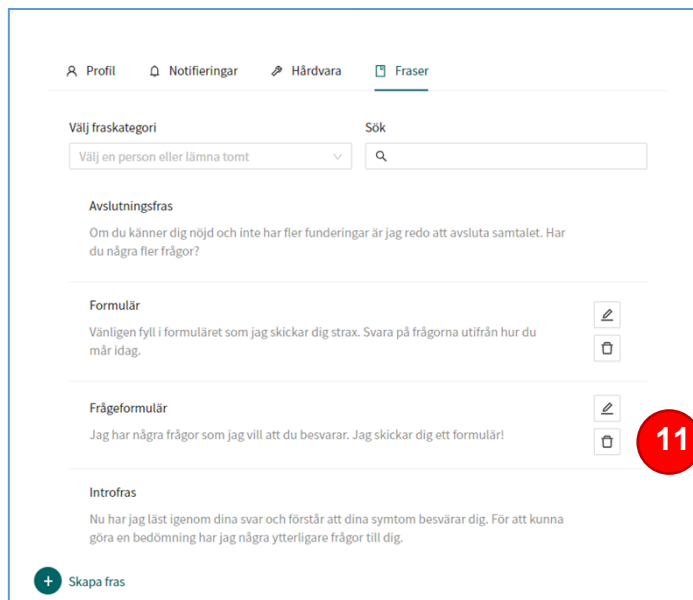 Profil Notifieringar Hårdvara Fraser
Välj fraskategori Sök
Välj en person eller lämna tomt
Avslutningsfras
Om du känner dig nöjd och inte har fler funderingar är jag redo att avsluta samtalet. Har
du några fler frågor?
Formulär
Vänligen fyll i formuläret som jag skickar dig strax. Svara på frågorna utifrån hur du
mår idag.
Frågeformulär
Jag har några frågor som jag vill att du besvarar. Jag skickar dig ett formulär!
11
Introfras
Nu har jag läst igenom dina svar och förstår att dina symtom besvärar dig. För att kunna
göra en bedömning har jag några ytterligare frågor till dig.
Skapa fras